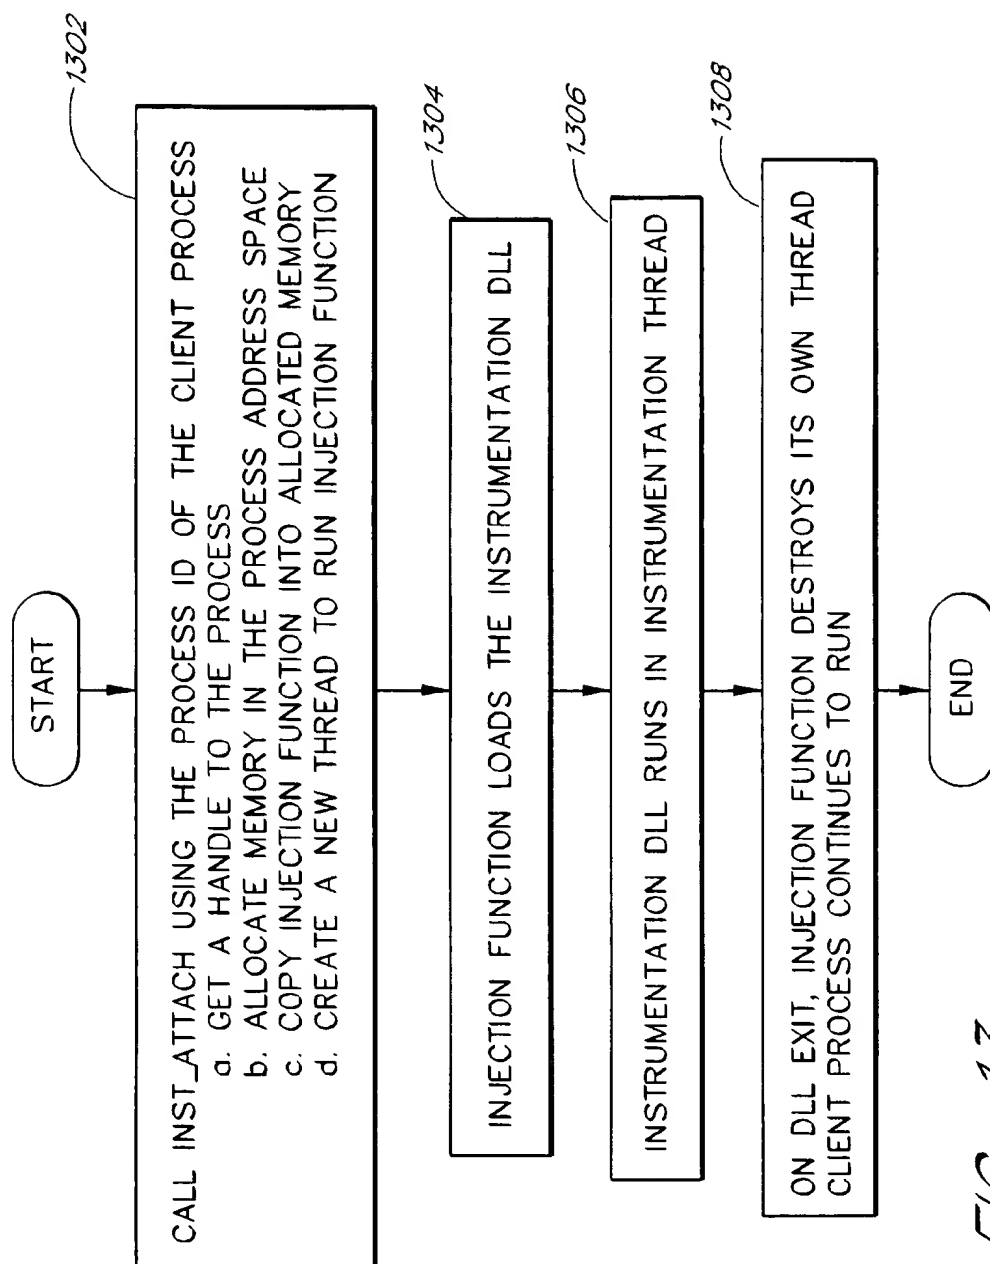 START
1302
CALL INST_ATTACH USING THE PROCESS ID OF THE CLIENT PROCESS
a. GET A HANDLE TO THE PROCESS
b. ALLOCATE MEMORY IN THE PROCESS ADDRESS SPACE
c. COPY INJECTION FUNCTION INTO ALLOCATED MEMORY
d. CREATE A NEW THREAD TO RUN INJECTION FUNCTION
1304
INJECTION FUNCTION LOADS THE INSTRUMENTATION DLL
1306
INSTRUMENTATION DLL RUNS IN INSTRUMENTATION THREAD
1308
ON DLL EXIT, INJECTION FUNCTION DESTROYS ITS OWN THREAD
CLIENT PROCESS CONTINUES TO RUN
END
FIG. 13